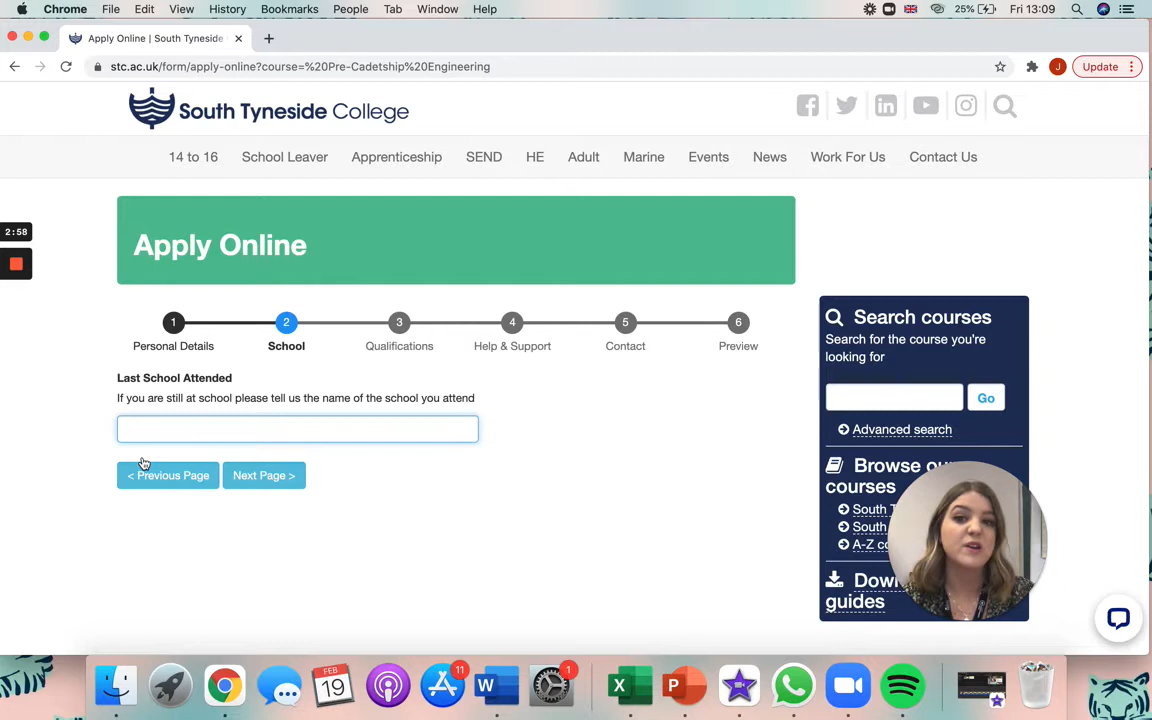 Chrome File Edit View History Bookmarks People Tab Window Help 25% Fri 13:09
Apply Online | South Tyneside
stc.ac.uk/form/apply-online?course=%20Pre-Cadetship%20Engineering
J
Update
South Tyneside College
14 to 16 School Leaver Apprenticeship SEND HE Adult Marine Events News Work For Us Contact Us
2:58
Apply Online
1 2 3 4 5 6
Personal Details School Qualifications Help & Support Contact Preview
Last School Attended
If you are still at school please tell us the name of the school you attend
< Previous Page Next Page >
Search courses
Search for the course you're
looking for
Go
Advanced search
Browse
courses
South
South
A-Z
guides
11
FEB
19
W
1
X
P